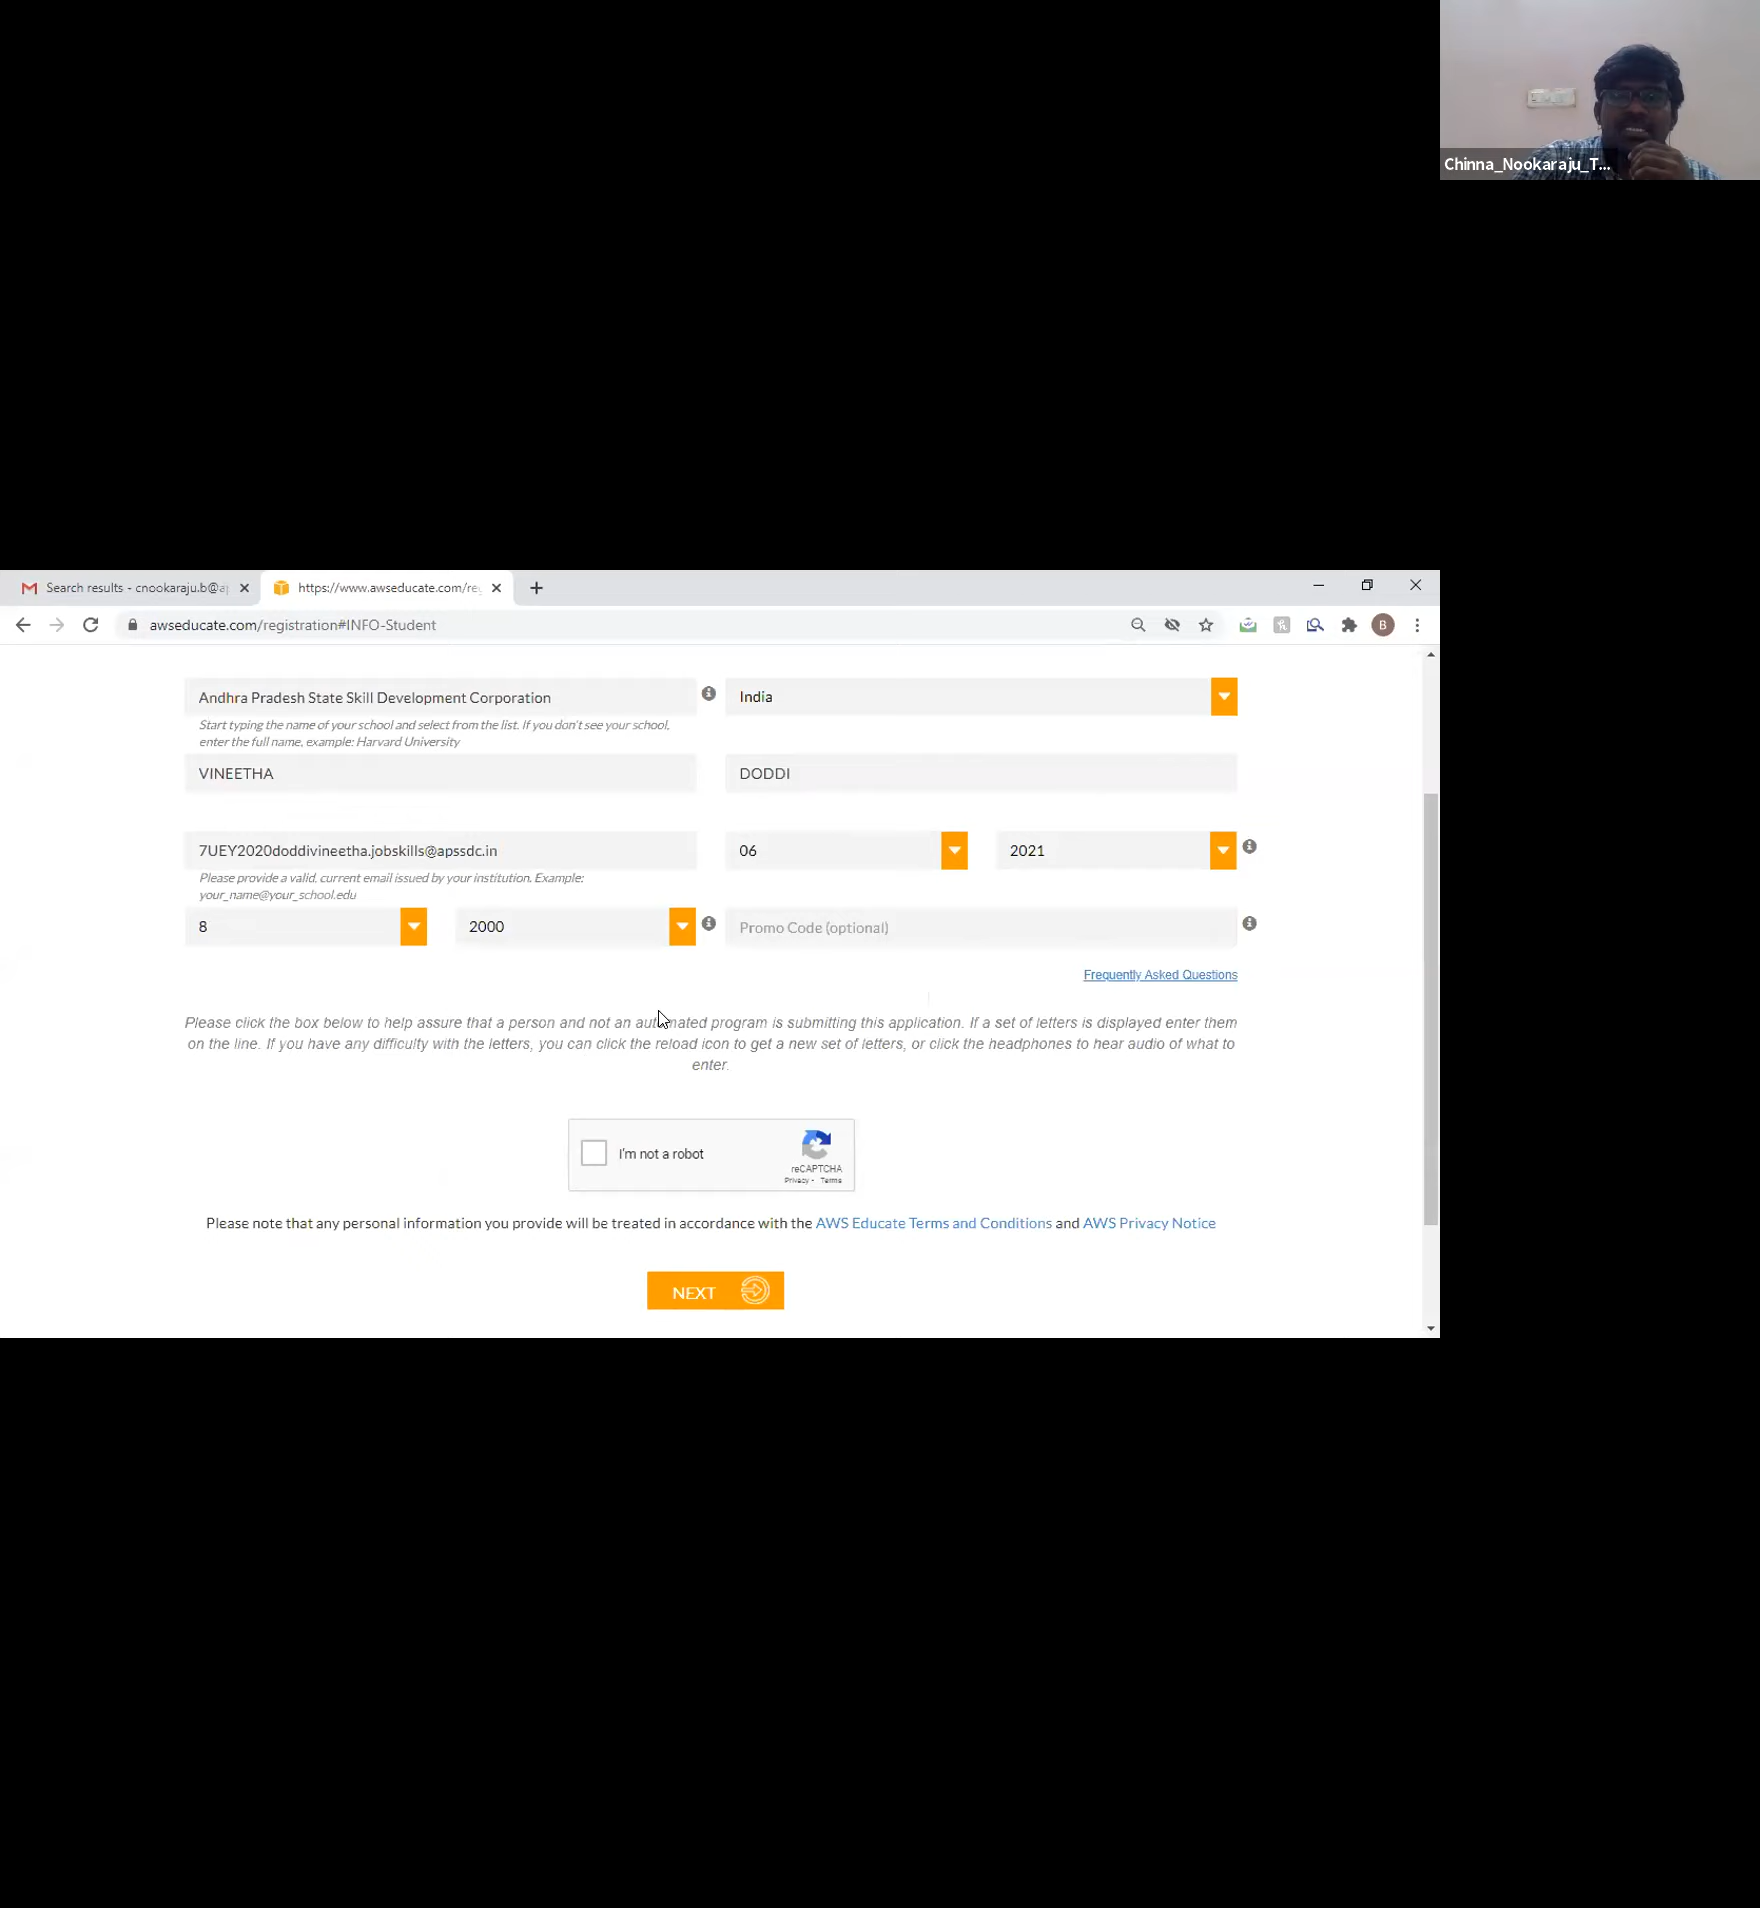 Chinna_Nookaraju_T...
Search results - cnookaraju.b@a
https://www.awseducate.com/re
awseducate.com/registration#INFO-Student
B
Andhra Pradesh State Skill Development Corporation
India
Start typing the name of your school and select from the list. If you don't see your school,
enter the full name, example: Harvard University
VINEETHA
DODDI
7UEY2020doddivineetha.jobskills@apssdc.in
06
2021
Please provide a valid, current email issued by your institution. Example:
your_name@your_school.edu
8
2000
Promo Code (optional)
Frequently Asked Questions
Please click the box below to help assure that a person and not an automated program is submitting this application. If a set of letters is displayed enter them
on the line. If you have any difficulty with the letters, you can click the reload icon to get a new set of letters, or click the headphones to hear audio of what to
enter.
I'm not a robot
reCAPTCHA
Privacy - Terms
Please note that any personal information you provide will be treated in accordance with the AWS Educate Terms and Conditions and AWS Privacy Notice
NEXT